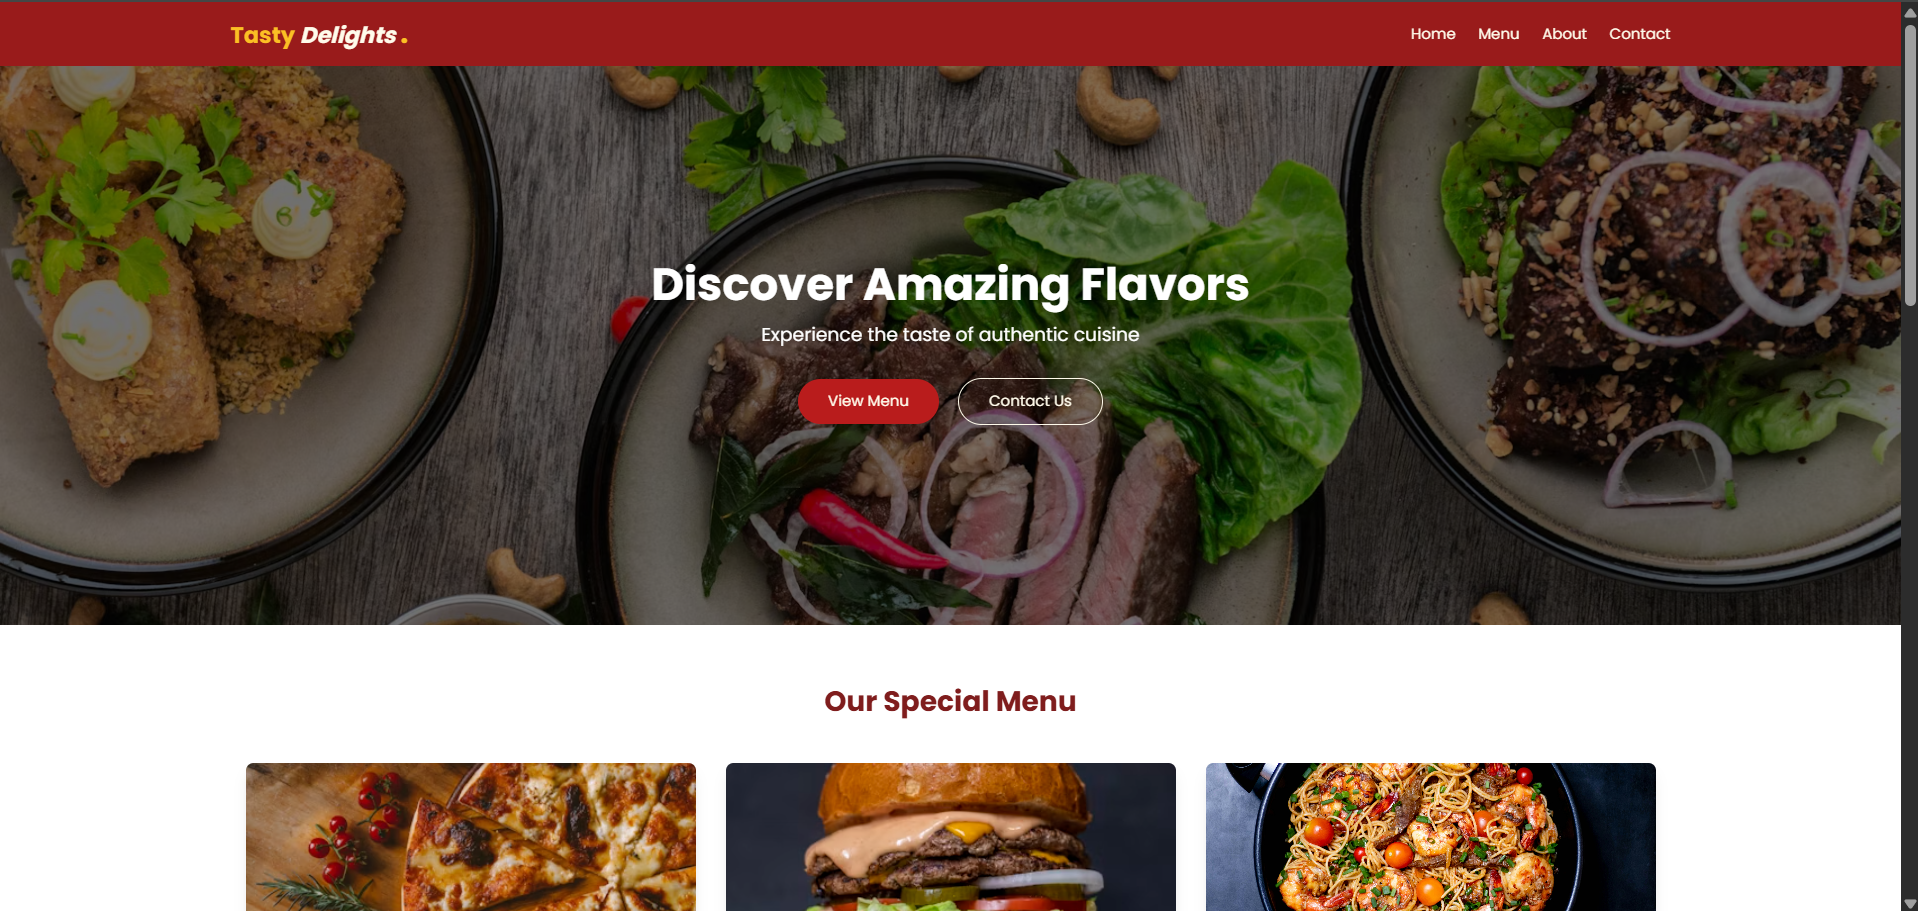 Tasty Delights .
Home Menu About Contact
Discover Amazing Flavors
Experience the taste of authentic cuisine
View Menu
Contact Us
Our Special Menu